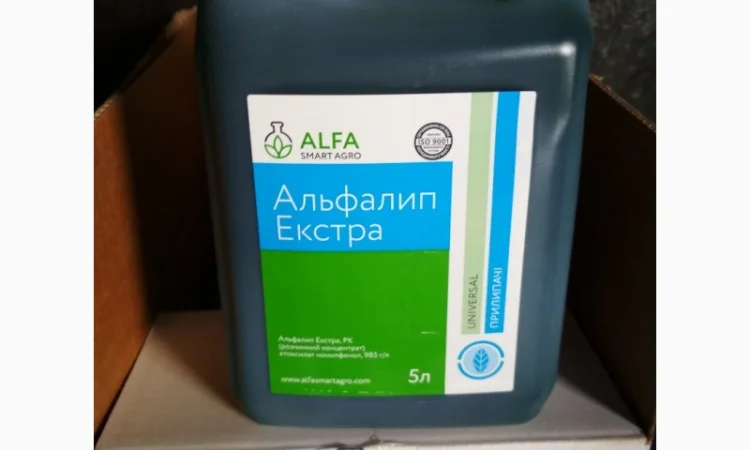 ALFA
SMART AGRO
ISO 9001
Альфалип
Екстра
Альфалип Екстра, РК
(розчинний концентрат)
етоксилат нонилфенол, 985 г/л
www.alfasmartagro.com
5л
UNIVERSAL
ПРИЛИПАЧІ